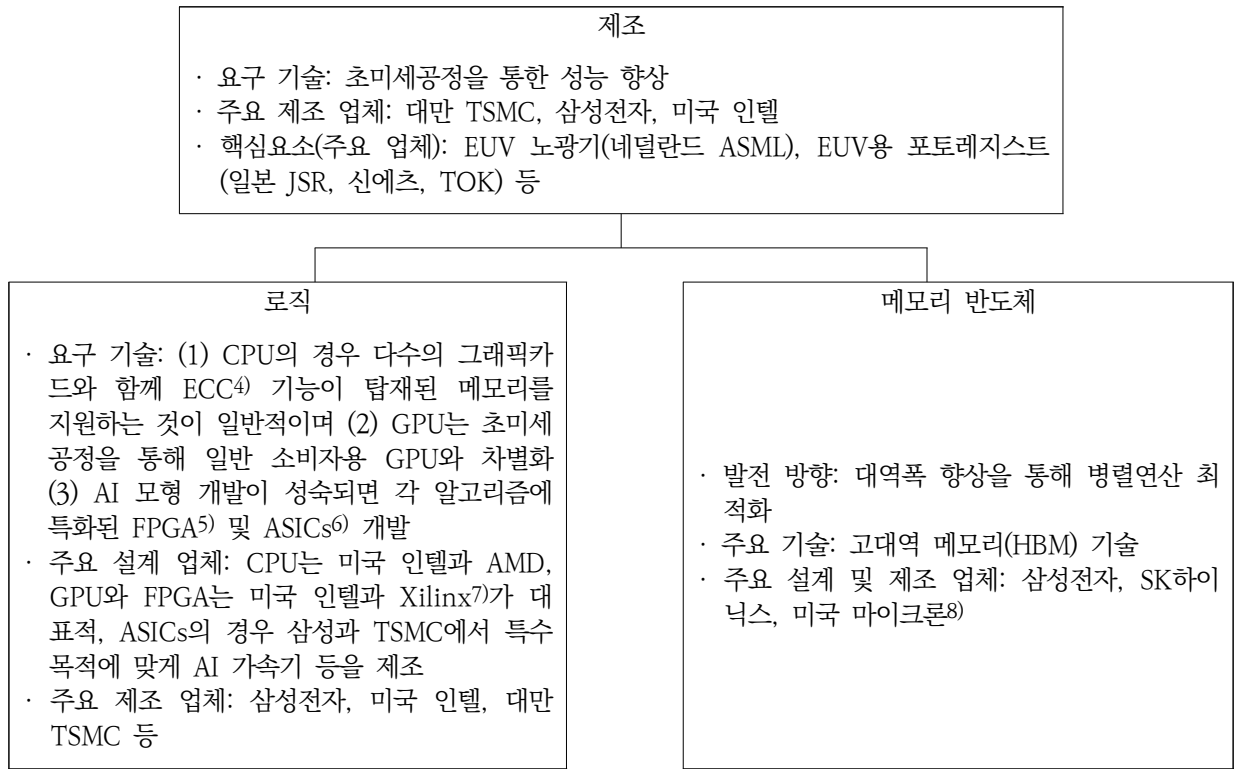 제조
· 요구 기술: 초미세공정을 통한 성능 향상
· 주요 제조 업체: 대만 TSMC, 삼성전자, 미국 인텔
· 핵심요소(주요 업체): EUV 노광기(네덜란드 ASML), EUV용 포토레지스트
(일본 JSR, 신에츠, TOK) 등
로직
· 요구 기술: (1) CPU의 경우 다수의 그래픽카
드와 함께 ECC4) 기능이 탑재된 메모리를
지원하는 것이 일반적이며 (2) GPU는 초미세
공정을 통해 일반 소비자용 GPU와 차별화
(3) AI 모형 개발이 성숙되면 각 알고리즘에
특화된 FPGA5) 및 ASICs6) 개발
· 주요 설계 업체: CPU는 미국 인텔과 AMD,
GPU와 FPGA는 미국 인텔과 Xilinx7)가 대
표적, ASICs의 경우 삼성과 TSMC에서 특수
목적에 맞게 AI 가속기 등을 제조
· 주요 제조 업체: 삼성전자, 미국 인텔, 대만
TSMC 등
메모리 반도체
· 발전 방향: 대역폭 향상을 통해 병렬연산 최
적화
· 주요 기술: 고대역 메모리(HBM) 기술
· 주요 설계 및 제조 업체: 삼성전자, SK하이
닉스, 미국 마이크론8)